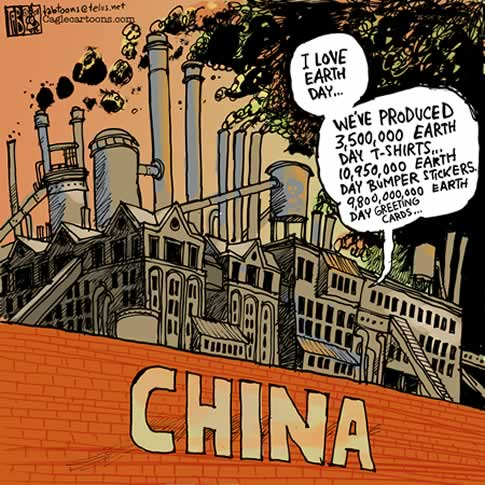 tabtoons@telus.net
Caglecartoons.com
I LOVE
EARTH
DAY...
WE'VE PRODUCED
3,500,000 EARTH
DAY T-SHIRTS...
10,950,000 EARTH
DAY BUMPER STICKERS.
9,800,000,000 EARTH
DAY GREETING
CARDS...
CHINA